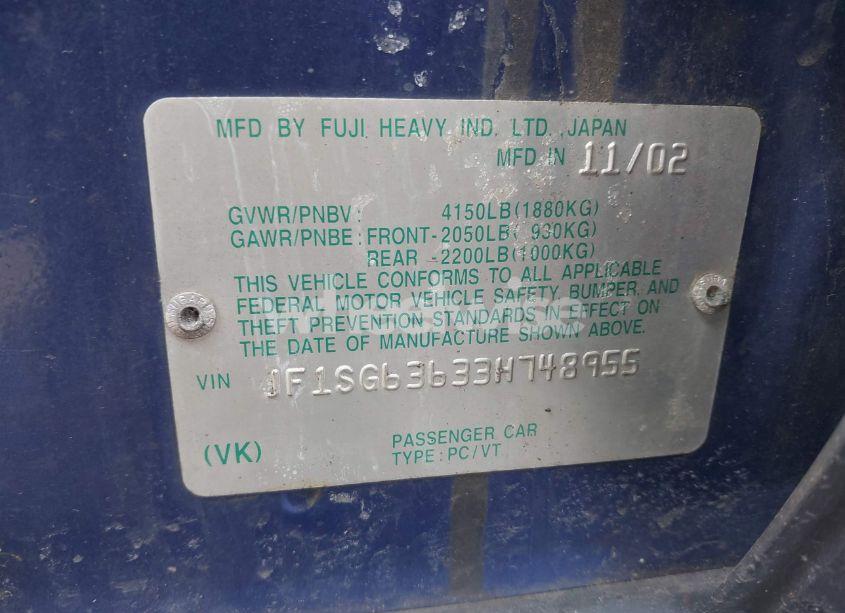 MFD BY FUJI HEAVY IND. LTD. JAPAN
MFD IN 11/02
GVWR/PNBV: 4150LB(1880KG)
GAWR/PNBE: FRONT-2050LB( 930KG)
REAR -2200LB(1000KG)
THIS VEHICLE CONFORMS TO ALL APPLICABLE
FEDERAL MOTOR VEHICLE SAFETY, BUMPER, AND
THEFT PREVENTION STANDARDS IN EFFECT ON
THE DATE OF MANUFACTURE SHOWN ABOVE.
VIN JF1SG63633H748955
(VK)
PASSENGER CAR
TYPE: PC/VT